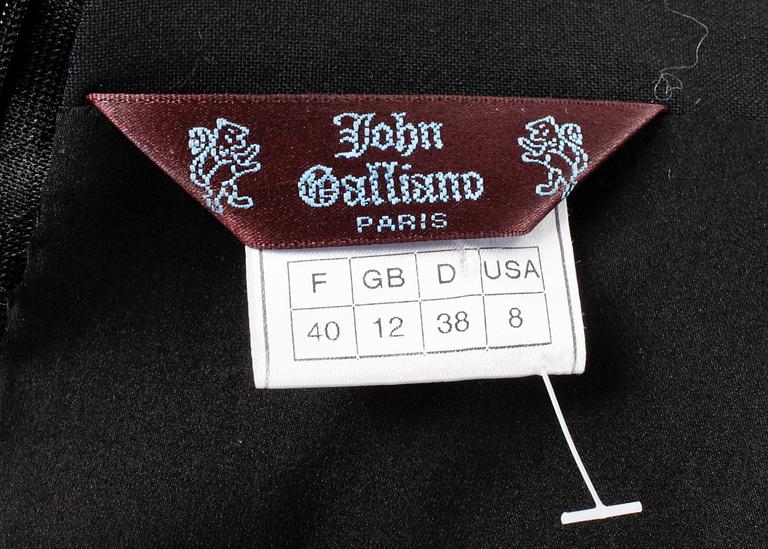 John
Galliano
PARIS
F GB D USA
40 12 38 8